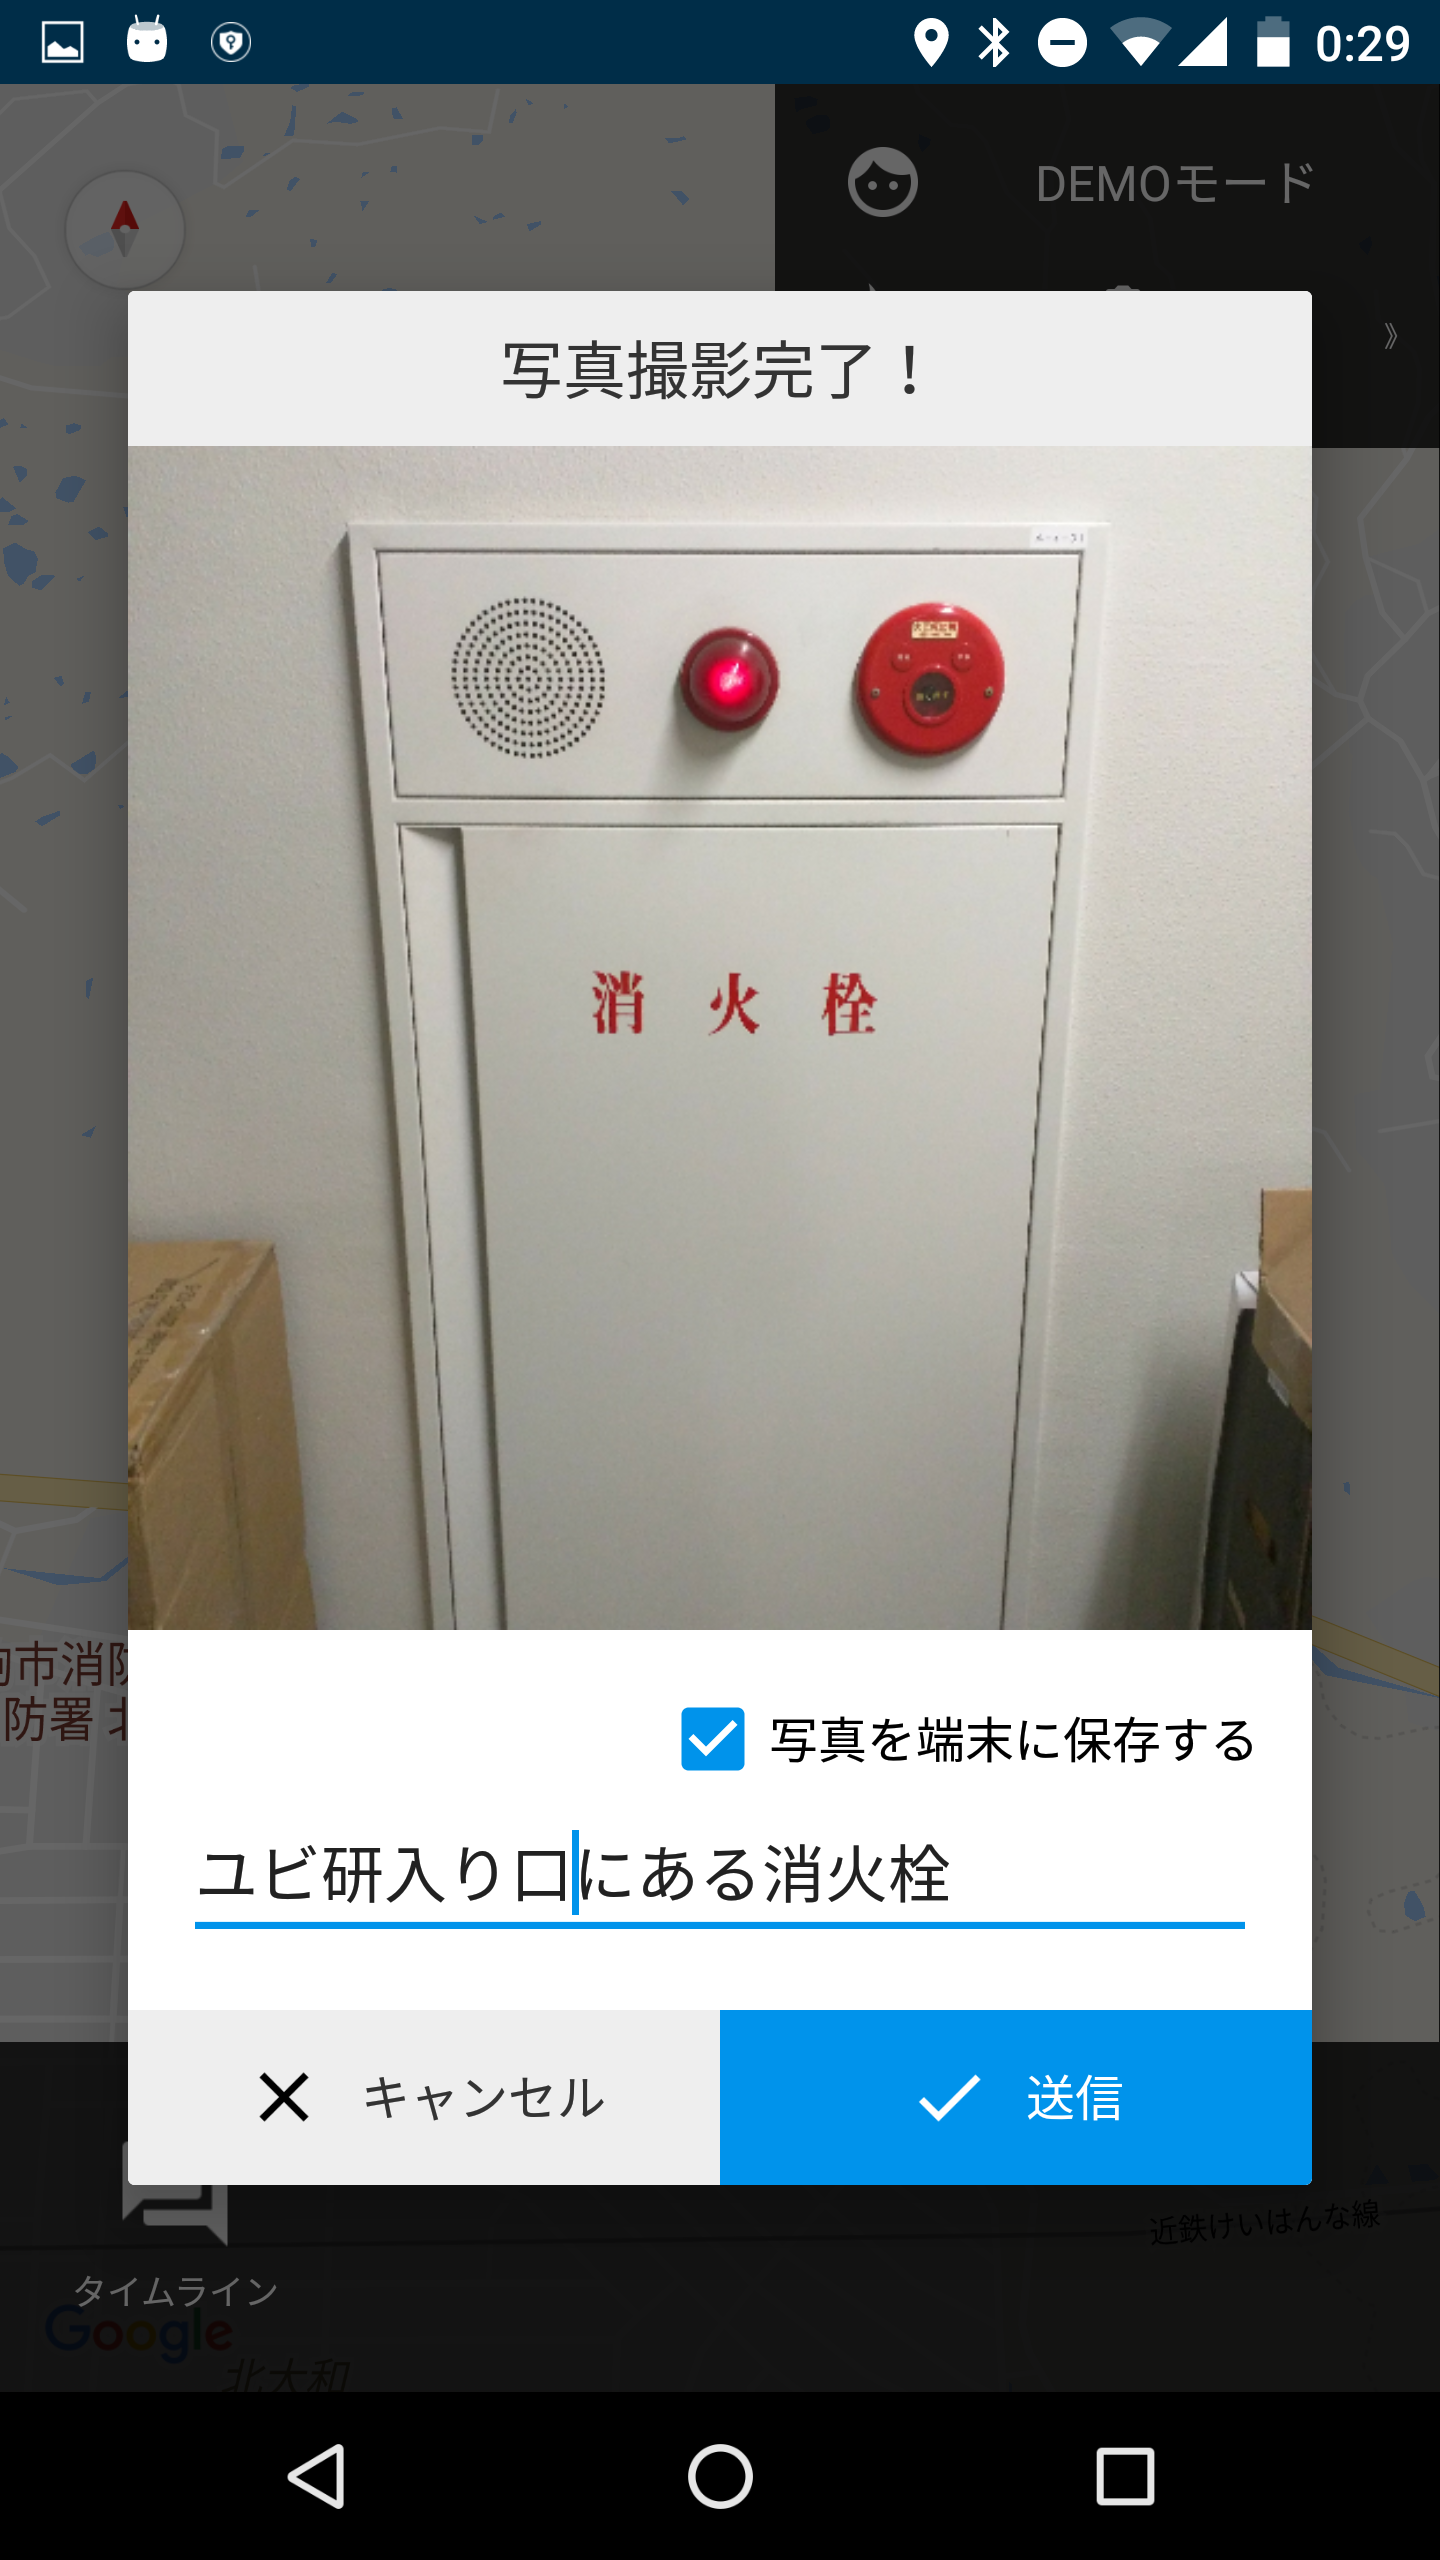 0:29
DEMOモード
》
写真撮影完了！
消火栓
写真を端末に保存する
ユビ研入り口にある消火栓
キャンセル
送信
市消防
防署 北
近鉄けいはんな線
タイムライン
Google
北大和